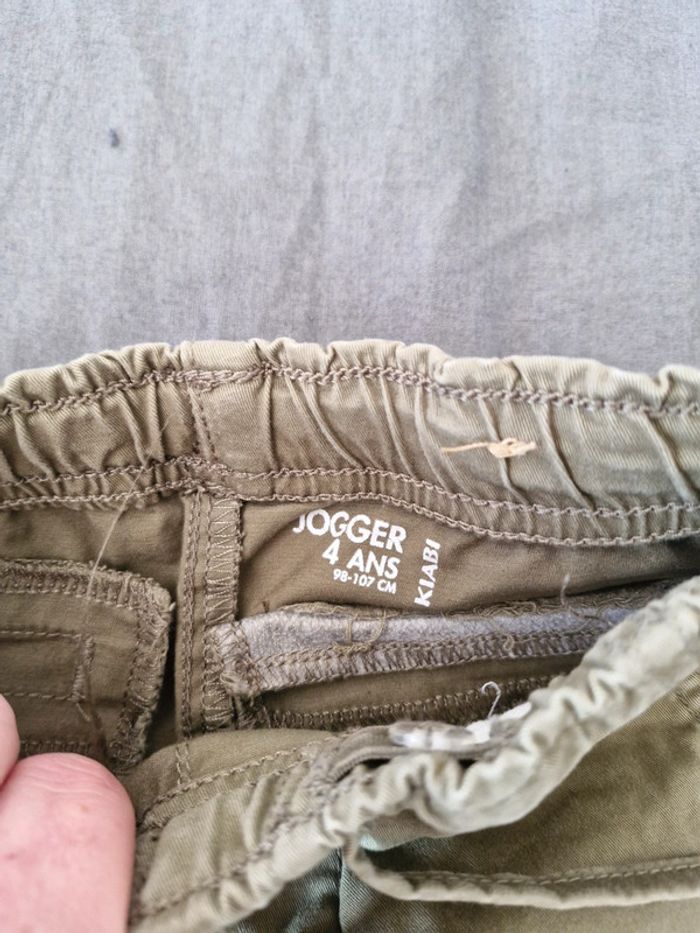 JOGGER
4 ANS
98-107 CM
KIABI